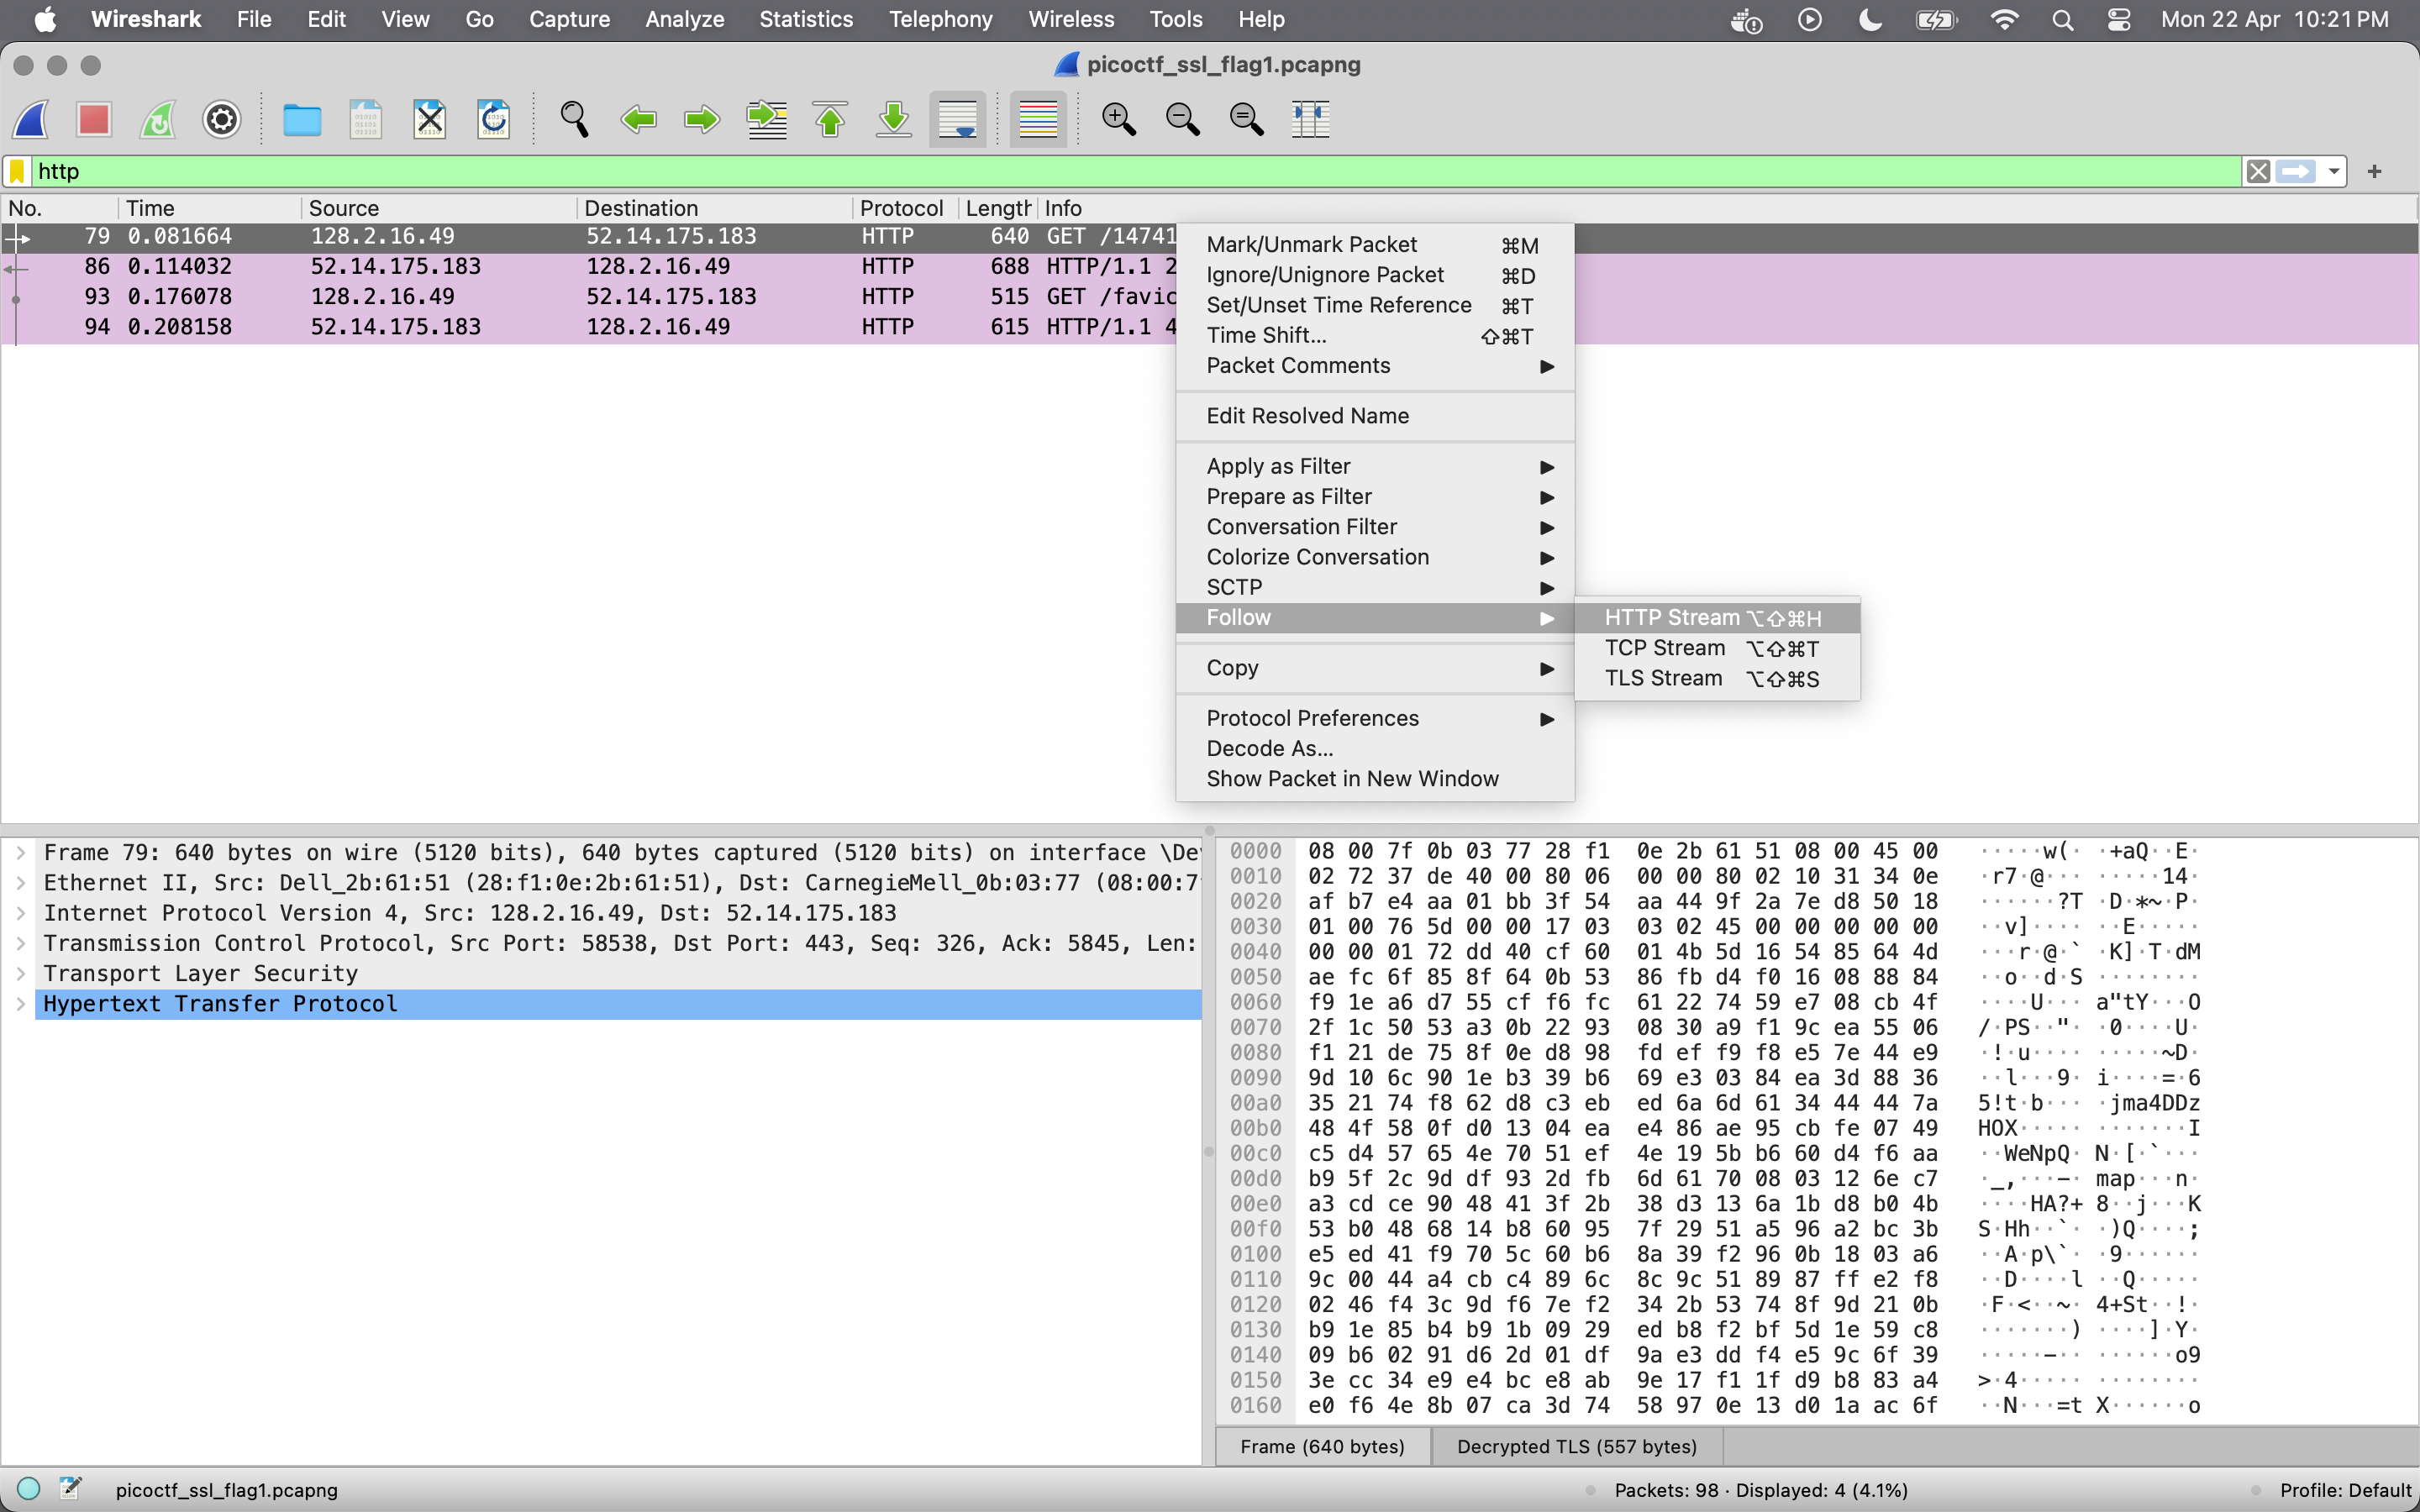 Wireshark File Edit View Go Capture Analyze Statistics Telephony Wireless Tools Help Mon 22 Apr 10:21 PM
picoctf_ssl_flag1.pcapng
http
No. Time Source Destination Protocol Length Info
79 0.081664 128.2.16.49 52.14.175.183 HTTP 640 GET /14741
86 0.114032 52.14.175.183 128.2.16.49 HTTP 688 HTTP/1.1 2
93 0.176078 128.2.16.49 52.14.175.183 HTTP 515 GET /favic
94 0.208158 52.14.175.183 128.2.16.49 HTTP 615 HTTP/1.1 4
Mark/Unmark Packet ⌘M
Ignore/Unignore Packet ⌘D
Set/Unset Time Reference ⌘T
Time Shift... ⇧⌘T
Packet Comments
Edit Resolved Name
Apply as Filter
Prepare as Filter
Conversation Filter
Colorize Conversation
SCTP
Follow
HTTP Stream ⌥⇧⌘H
TCP Stream ⌥⇧⌘T
TLS Stream ⌥⇧⌘S
Copy
Protocol Preferences
Decode As...
Show Packet in New Window
Frame 79: 640 bytes on wire (5120 bits), 640 bytes captured (5120 bits) on interface \De
Ethernet II, Src: Dell_2b:61:51 (28:f1:0e:2b:61:51), Dst: CarnegieMell_0b:03:77 (08:00:7
Internet Protocol Version 4, Src: 128.2.16.49, Dst: 52.14.175.183
Transmission Control Protocol, Src Port: 58538, Dst Port: 443, Seq: 326, Ack: 5845, Len:
Transport Layer Security
Hypertext Transfer Protocol
0000 08 00 7f 0b 03 77 28 f1 0e 2b 61 51 08 00 45 00 ·····w(· ·+aQ··E·
0010 02 72 37 de 40 00 80 06 00 00 80 02 10 31 34 0e ·r7·@··· ·····14·
0020 af b7 e4 aa 01 bb 3f 54 aa 44 9f 2a 7e d8 50 18 ······?T ·D·*~·P·
0030 01 00 76 5d 00 00 17 03 03 02 45 00 00 00 00 00 ··v]···· ··E·····
0040 00 00 01 72 dd 40 cf 60 01 4b 5d 16 54 85 64 4d ···r·@·` ·K]·T·dM
0050 ae fc 6f 85 8f 64 0b 53 86 fb d4 f0 16 08 88 84 ··o··d·S ········
0060 f9 1e a6 d7 55 cf f6 fc 61 22 74 59 e7 08 cb 4f ····U··· a"tY···O
0070 2f 1c 50 53 a3 0b 22 93 08 30 a9 f1 9c ea 55 06 /·PS··"· ·0····U·
0080 f1 21 de 75 8f 0e d8 98 fd ef f9 f8 e5 7e 44 e9 ·!·u···· ·····~D·
0090 9d 10 6c 90 1e b3 39 b6 69 e3 03 84 ea 3d 88 36 ··l···9· i····=·6
00a0 35 21 74 f8 62 d8 c3 eb ed 6a 6d 61 34 44 44 7a 5!t·b··· ·jma4DDz
00b0 48 4f 58 0f d0 13 04 ea e4 86 ae 95 cb fe 07 49 HOX····· ·······I
00c0 c5 d4 57 65 4e 70 51 ef 4e 19 5b b6 60 d4 f6 aa ··WeNpQ· N·[·`···
00d0 b9 5f 2c 9d df 93 2d fb 6d 61 70 08 03 12 6e c7 ·_,···-· map···n·
00e0 a3 cd ce 90 48 41 3f 2b 38 d3 13 6a 1b d8 b0 4b ····HA?+ 8··j···K
00f0 53 b0 48 68 14 b8 60 95 7f 29 51 a5 96 a2 bc 3b S·Hh··`· ·)Q····;
0100 e5 ed 41 f9 70 5c 60 b6 8a 39 f2 96 0b 18 03 a6 ··A·p\`· ·9······
0110 9c 00 44 a4 cb c4 89 6c 8c 9c 51 89 87 ff e2 f8 ··D····l ··Q·····
0120 02 46 f4 3c 9d f6 7e f2 34 2b 53 74 8f 9d 21 0b ·F·<··~· 4+St··!·
0130 b9 1e 85 b4 b9 1b 09 29 ed b8 f2 bf 5d 1e 59 c8 ·······) ····]·Y·
0140 09 b6 02 91 d6 2d 01 df 9a e3 dd f4 e5 9c 6f 39 ·····-·· ······o9
0150 3e cc 34 e9 e4 bc e8 ab 9e 17 f1 1f d9 b8 83 a4 >·4····· ········
0160 e0 f6 4e 8b 07 ca 3d 74 58 97 0e 13 d0 1a ac 6f ··N···=t X······o
Frame (640 bytes) Decrypted TLS (557 bytes)
picoctf_ssl_flag1.pcapng Packets: 98 · Displayed: 4 (4.1%) Profile: Default